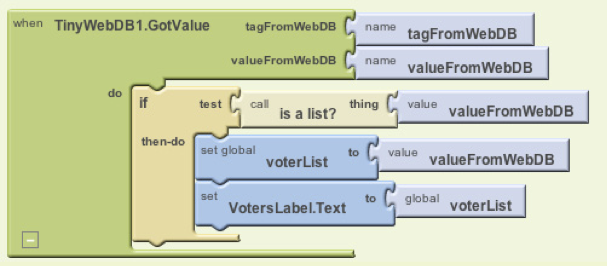 when TinyWebDB1.GotValue tagFromWebDB name tagFromWebDB
valueFromWebDB name valueFromWebDB
do if test call is a list? thing value valueFromWebDB
then-do set global voterList to value valueFromWebDB
set VotersLabel.Text to global voterList